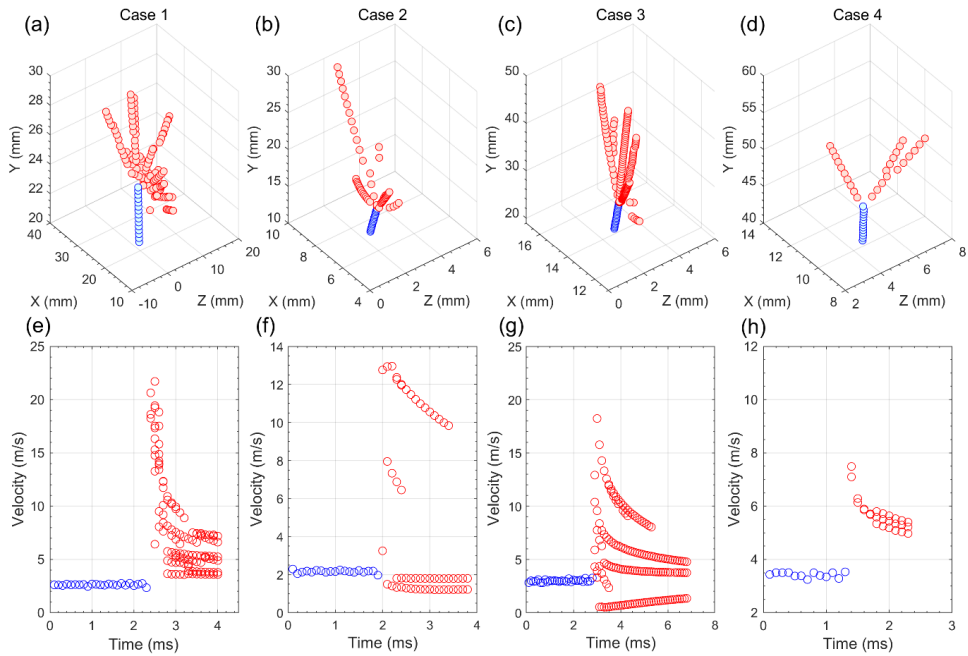 (a) Case 1
30
28
26
24
22
20
Y (mm)
40
30
20
10
X (mm)
-10
0
10
20
Z (mm)
(b) Case 2
30
25
20
15
10
Y (mm)
10
8
6
4
X (mm)
0
2
4
6
Z (mm)
(c) Case 3
50
40
30
20
Y (mm)
16
14
12
X (mm)
0
2
4
6
Z (mm)
(d) Case 4
60
55
50
45
40
Y (mm)
14
12
10
8
X (mm)
2
4
6
8
Z (mm)
(e)
25
20
15
10
5
0
Velocity (m/s)
0 1 2 3 4
Time (ms)
(f)
14
12
10
8
6
4
2
0
Velocity (m/s)
0 1 2 3 4
Time (ms)
(g)
25
20
15
10
5
0
Velocity (m/s)
0 2 4 6 8
Time (ms)
(h)
12
10
8
6
4
2
Velocity (m/s)
0 1 2 3
Time (ms)